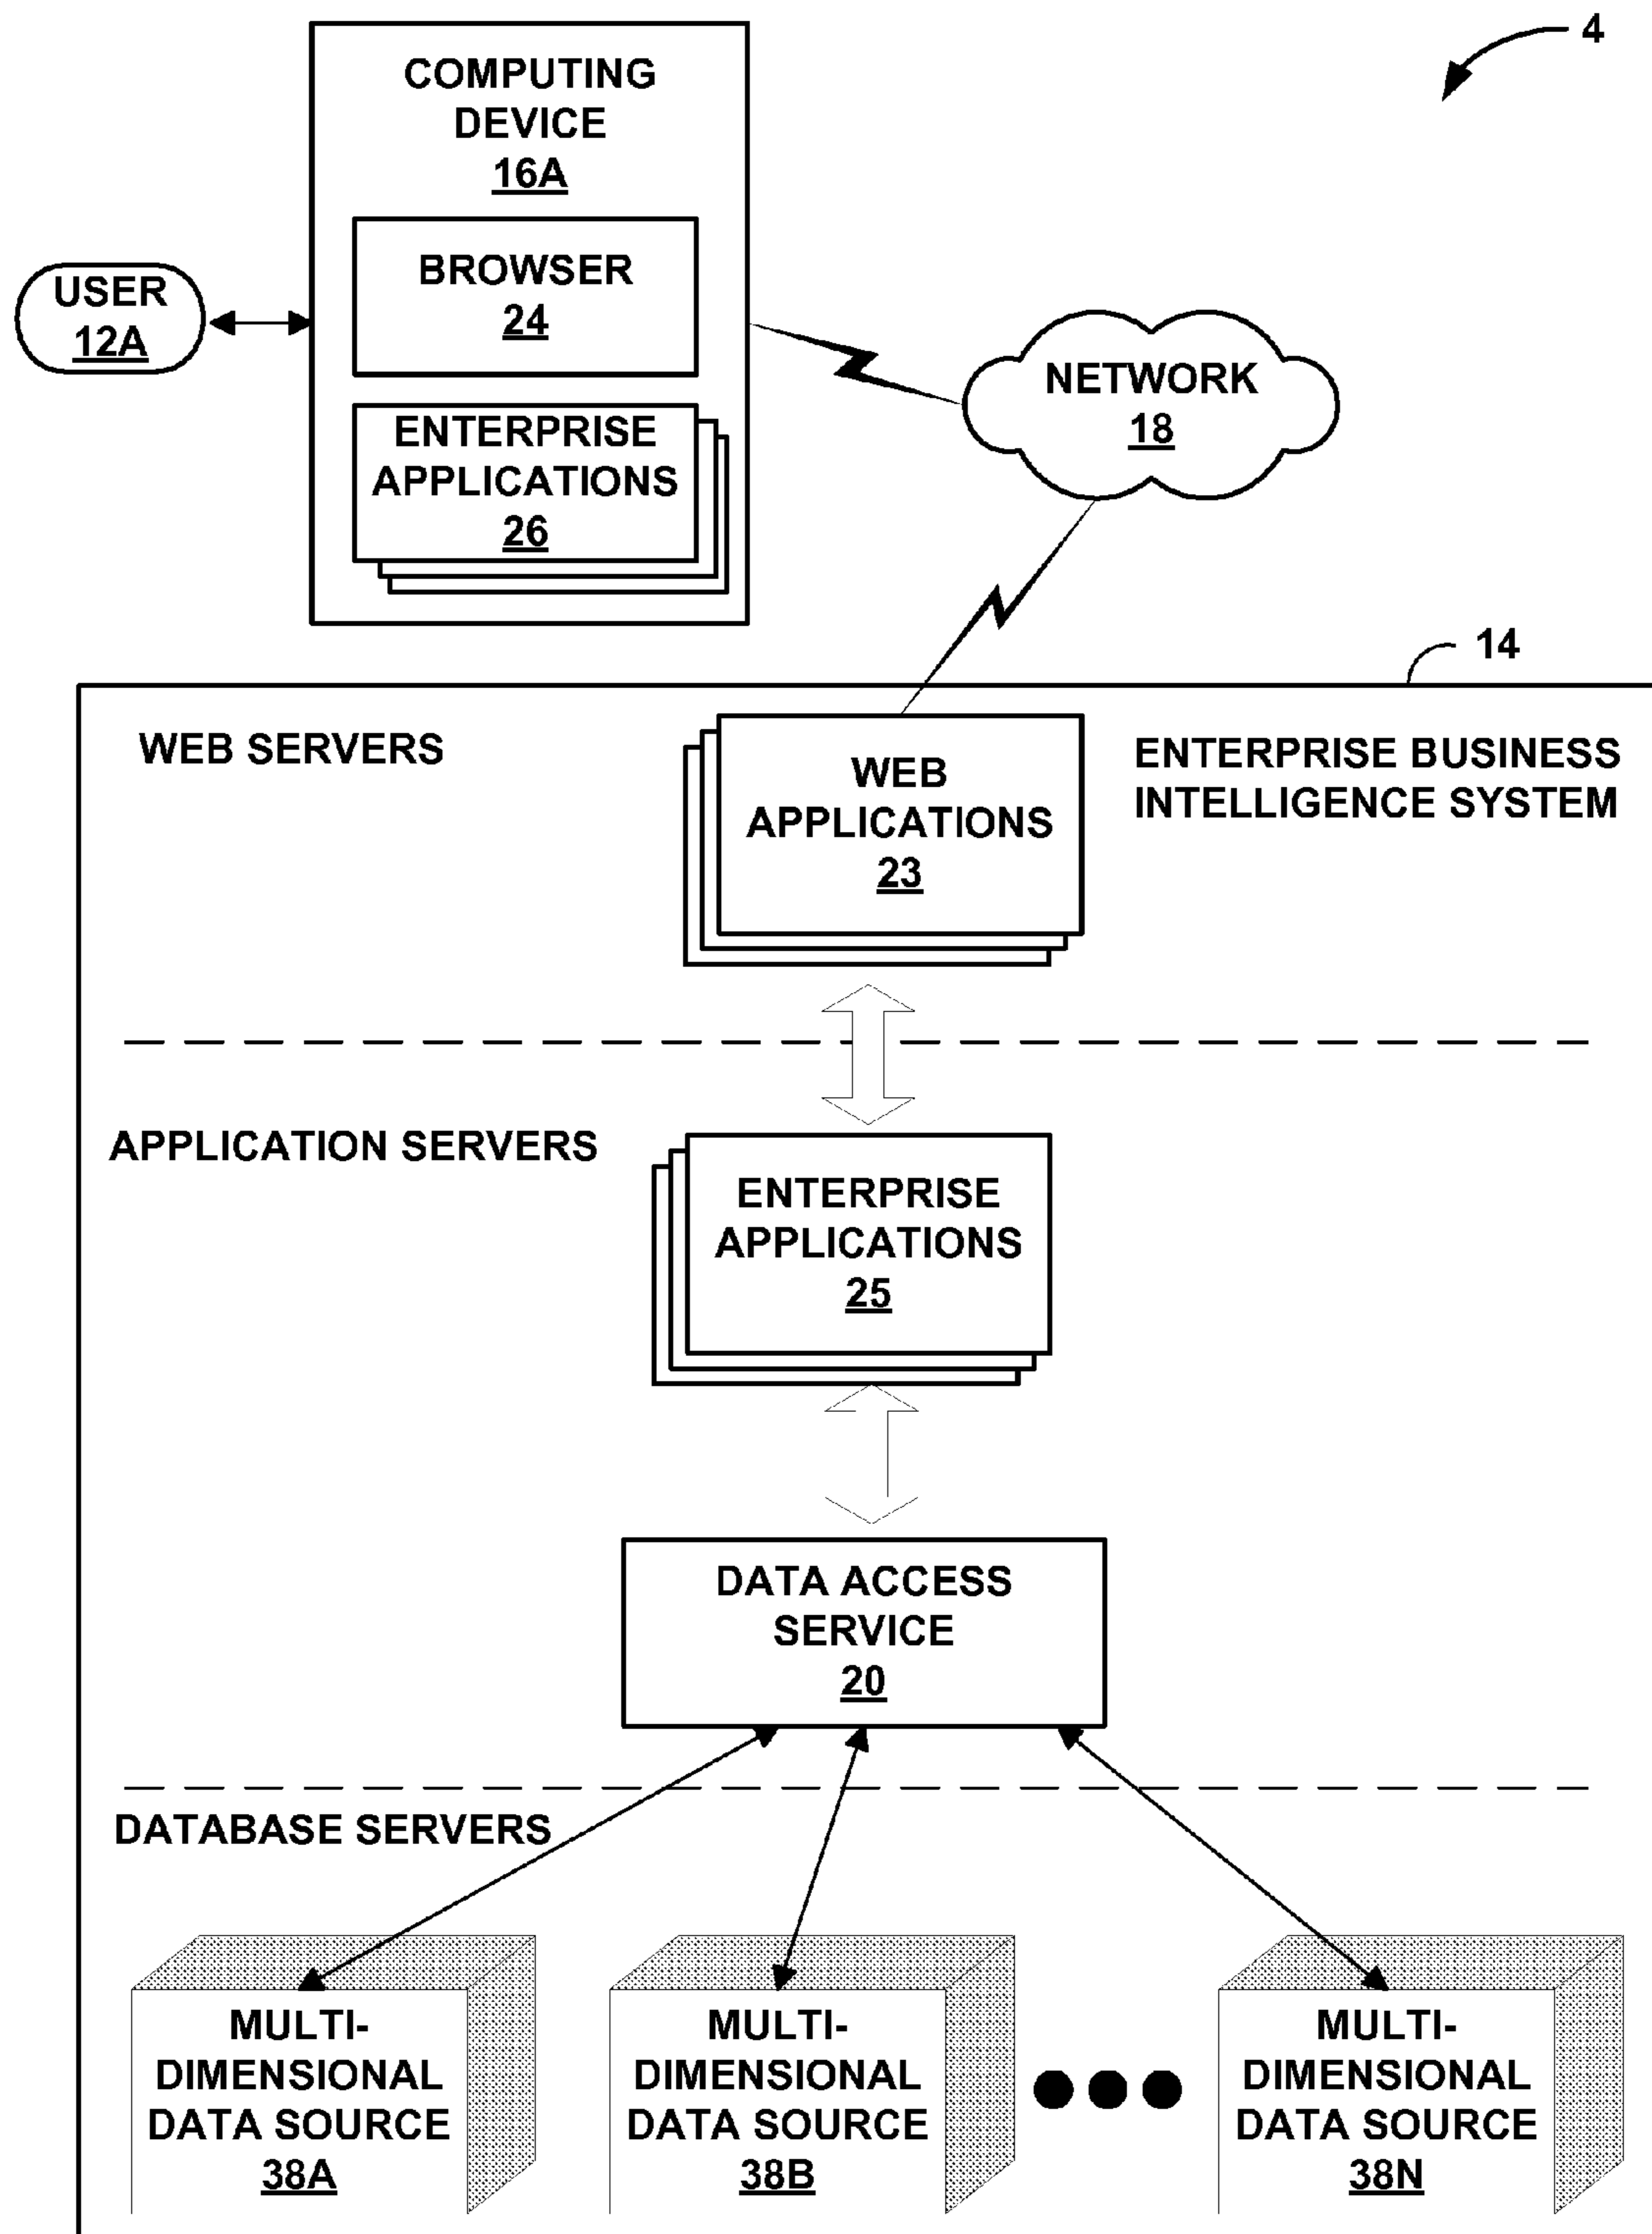 4
COMPUTING
DEVICE
16A
BROWSER
24
USER
12A
ENTERPRISE
APPLICATIONS
26
NETWORK
18
14
WEB SERVERS
ENTERPRISE BUSINESS
INTELLIGENCE SYSTEM
WEB
APPLICATIONS
23
APPLICATION SERVERS
ENTERPRISE
APPLICATIONS
25
DATA ACCESS
SERVICE
20
DATABASE SERVERS
MULTI-
DIMENSIONAL
DATA SOURCE
38A
MULTI-
DIMENSIONAL
DATA SOURCE
38B
MULTI-
DIMENSIONAL
DATA SOURCE
38N